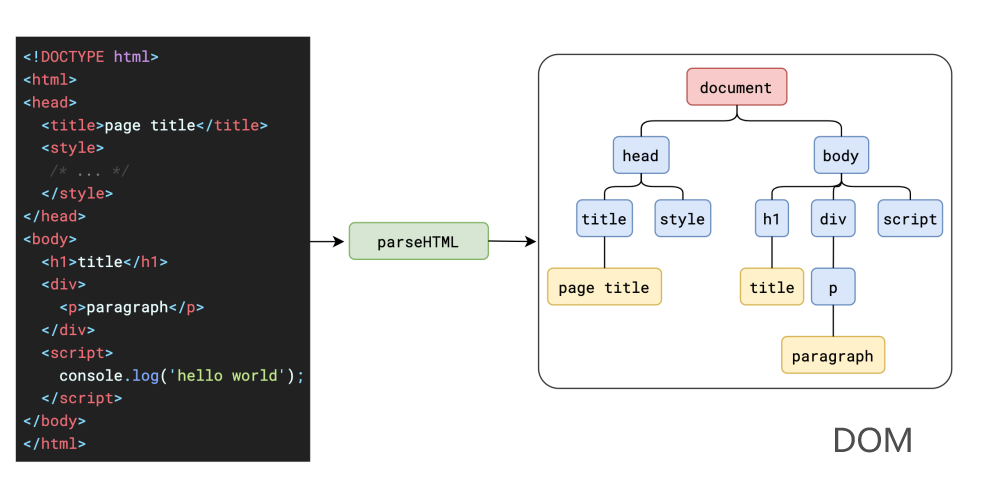 <!DOCTYPE html>
<html>
<head>
  <title>page title</title>
  <style>
   /* ... */
  </style>
</head>
<body>
  <h1>title</h1>
  <div>
    <p>paragraph</p>
  </div>
  <script>
    console.log('hello world');
  </script>
</body>
</html>
parseHTML
document
head
body
title
style
h1
div
script
page title
title
p
paragraph
DOM